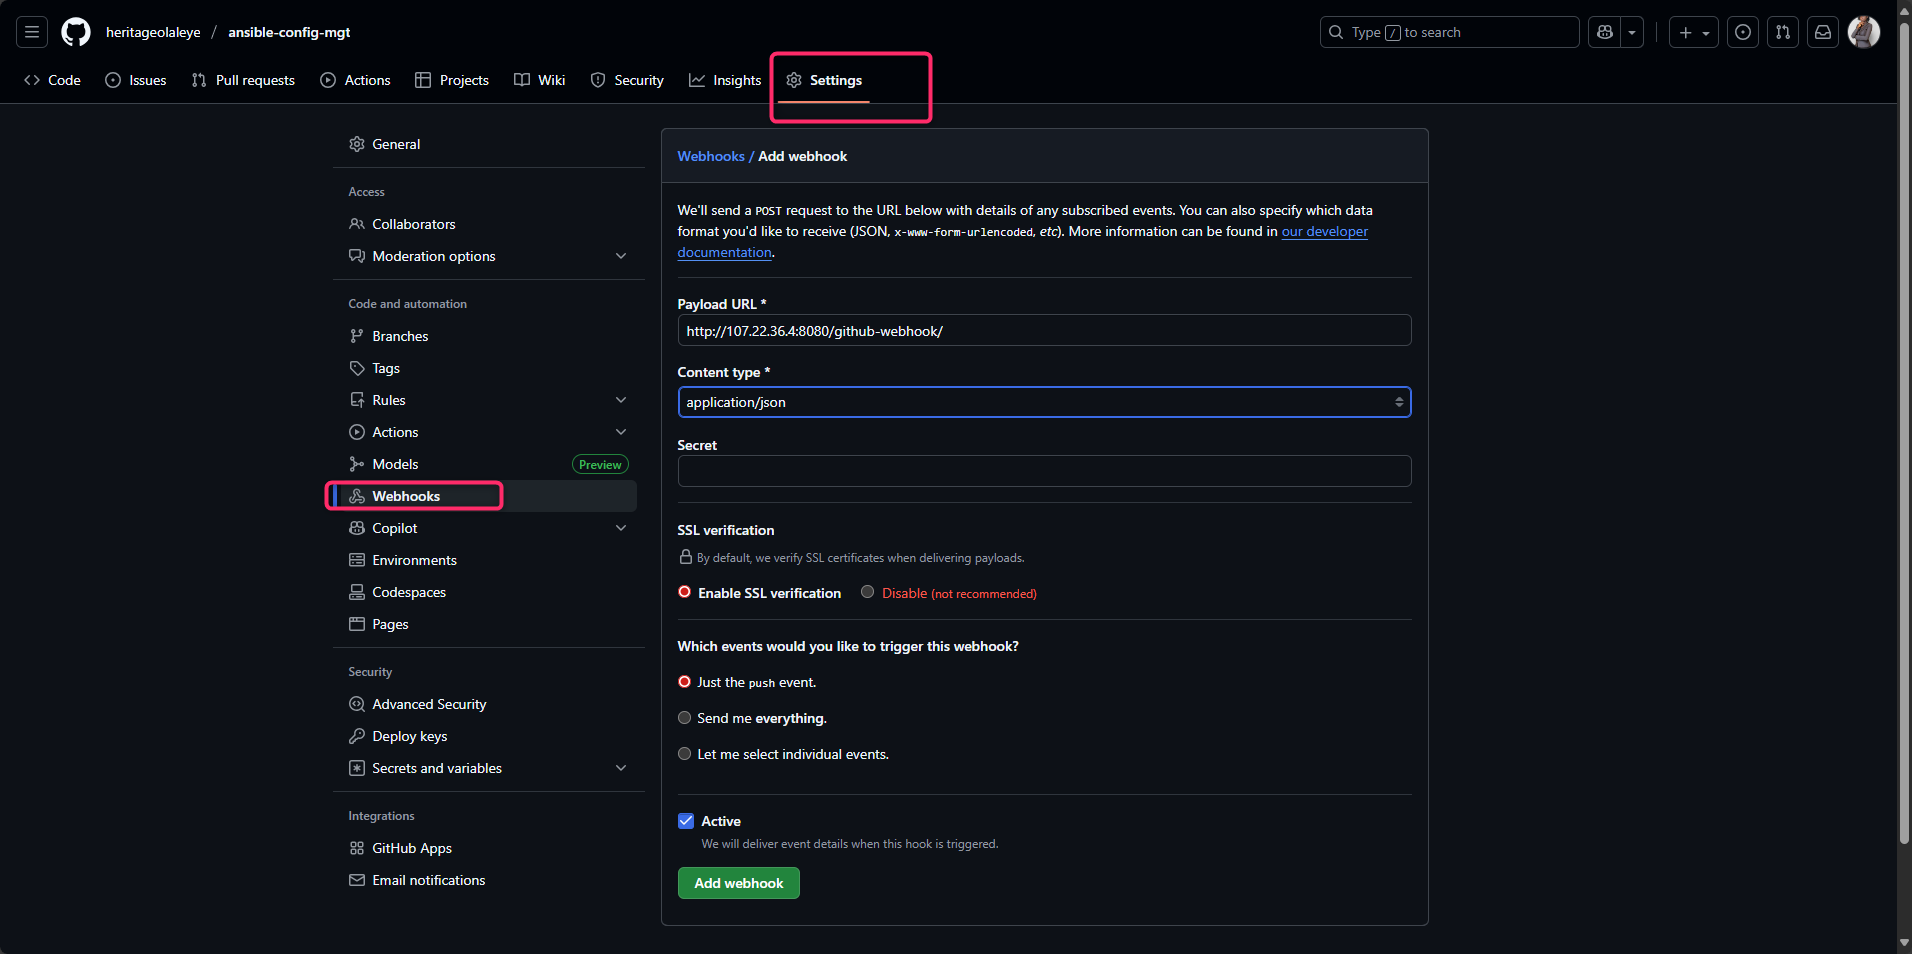 heritageolaleye / ansible-config-mgt
Type / to search
Code Issues Pull requests Actions Projects Wiki Security Insights Settings
General
Access
Collaborators
Moderation options
Code and automation
Branches
Tags
Rules
Actions
Models Preview
Webhooks
Copilot
Environments
Codespaces
Pages
Security
Advanced Security
Deploy keys
Secrets and variables
Integrations
GitHub Apps
Email notifications
Webhooks / Add webhook
We'll send a POST request to the URL below with details of any subscribed events. You can also specify which data
format you'd like to receive (JSON, x-www-form-urlencoded, etc). More information can be found in our developer
documentation.
Payload URL *
http://107.22.36.4:8080/github-webhook/
Content type *
application/json
Secret
SSL verification
By default, we verify SSL certificates when delivering payloads.
Enable SSL verification Disable (not recommended)
Which events would you like to trigger this webhook?
Just the push event.
Send me everything.
Let me select individual events.
Active
We will deliver event details when this hook is triggered.
Add webhook